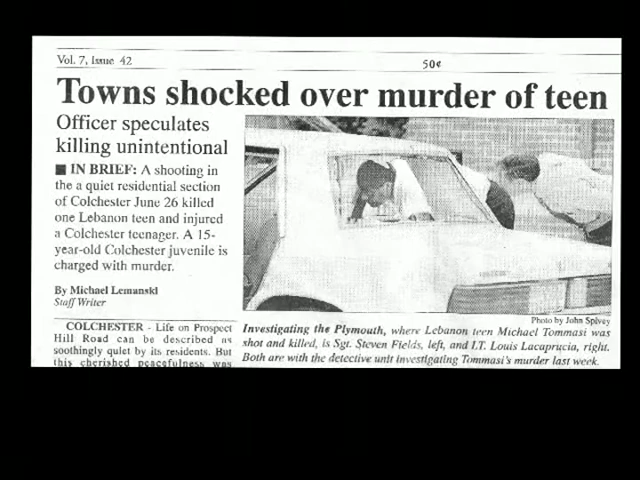 Vol. 7, Issue 42
50¢
Towns shocked over murder of teen
Officer speculates
killing unintentional
■ IN BRIEF: A shooting in
the a quiet residential section
of Colchester June 26 killed
one Lebanon teen and injured
a Colchester teenager. A 15-
year-old Colchester juvenile is
charged with murder.
By Michael Lemanski
Staff Writer
COLCHESTER - Life on Prospect
Hill Road can be described as
soothingly quiet by its residents. But
this cherished peacefulness was
Photo by John Spivey
Investigating the Plymouth, where Lebanon teen Michael Tommasi was
shot and killed, is Sgt. Steven Fields, left, and LT. Louis Lacaprucia, right.
Both are with the detective unit investigating Tommasi's murder last week.